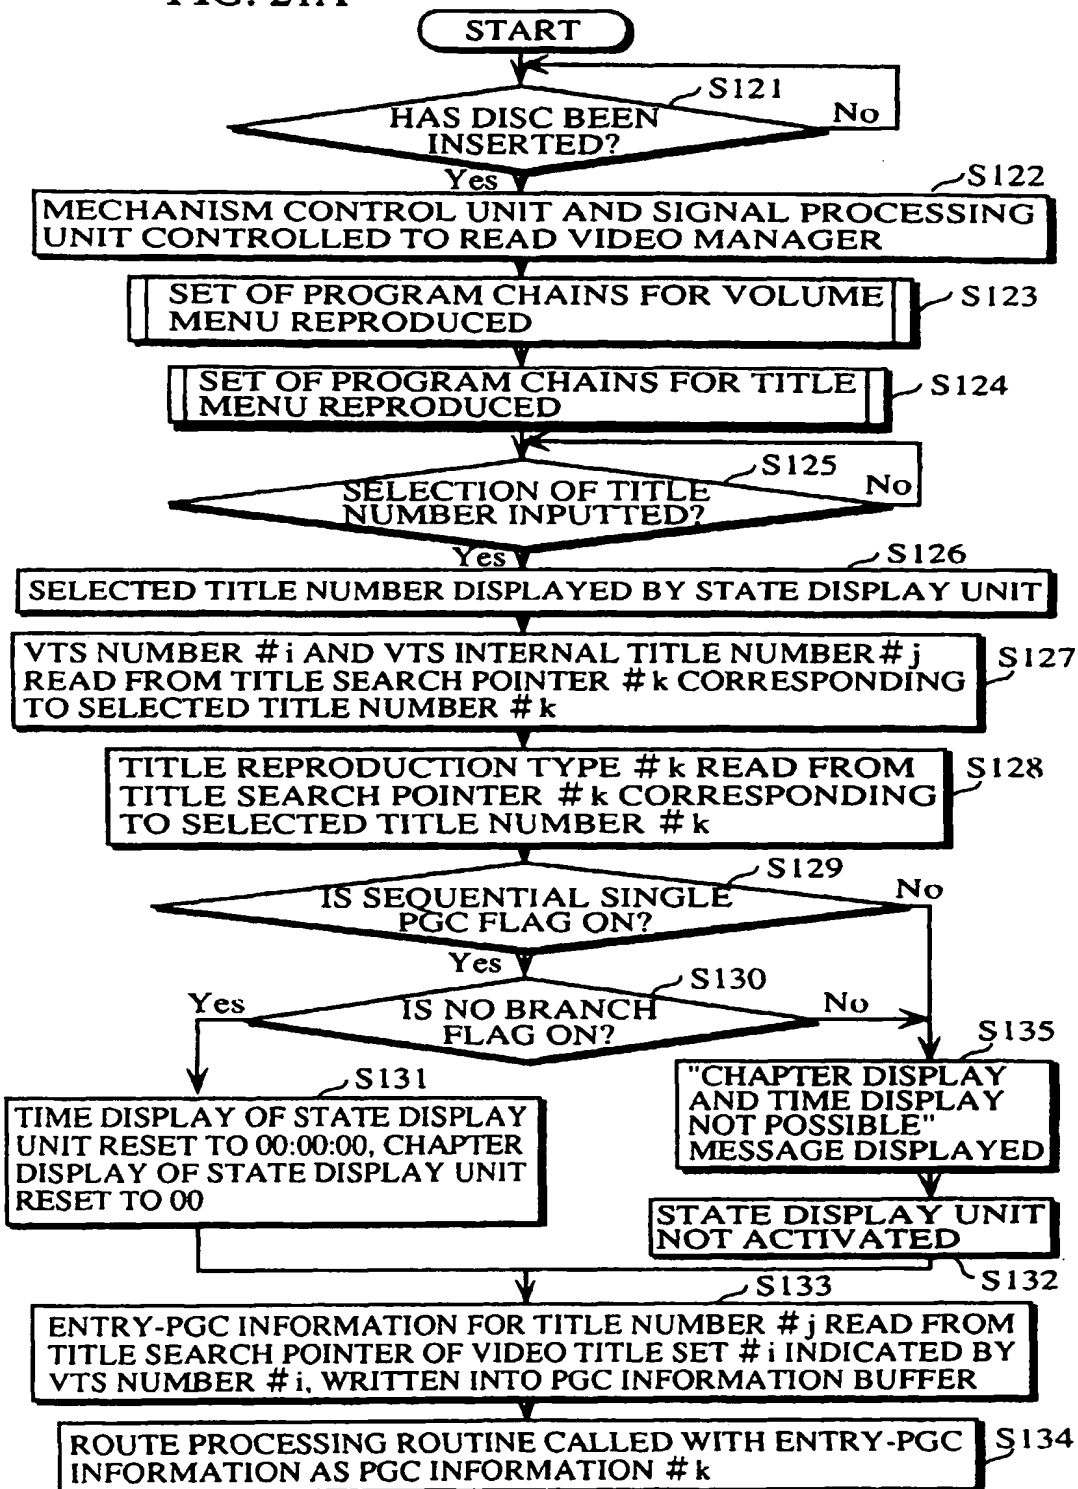 FIG. 21A
START
S121
HAS DISC BEEN
INSERTED?
No
Yes
S122
MECHANISM CONTROL UNIT AND SIGNAL PROCESSING
UNIT CONTROLLED TO READ VIDEO MANAGER
SET OF PROGRAM CHAINS FOR VOLUME
MENU REPRODUCED
S123
SET OF PROGRAM CHAINS FOR TITLE
MENU REPRODUCED
S124
S125
SELECTION OF TITLE
NUMBER INPUTTED?
No
Yes
S126
SELECTED TITLE NUMBER DISPLAYED BY STATE DISPLAY UNIT
VTS NUMBER #i AND VTS INTERNAL TITLE NUMBER #j
READ FROM TITLE SEARCH POINTER #k CORRESPONDING
TO SELECTED TITLE NUMBER #k
S127
TITLE REPRODUCTION TYPE #k READ FROM
TITLE SEARCH POINTER #k CORRESPONDING
TO SELECTED TITLE NUMBER #k
S128
S129
IS SEQUENTIAL SINGLE
PGC FLAG ON?
No
Yes
S130
IS NO BRANCH
FLAG ON?
Yes
No
S131
TIME DISPLAY OF STATE DISPLAY
UNIT RESET TO 00:00:00, CHAPTER
DISPLAY OF STATE DISPLAY UNIT
RESET TO 00
S135
"CHAPTER DISPLAY
AND TIME DISPLAY
NOT POSSIBLE"
MESSAGE DISPLAYED
STATE DISPLAY UNIT
NOT ACTIVATED
S132
S133
ENTRY-PGC INFORMATION FOR TITLE NUMBER #j READ FROM
TITLE SEARCH POINTER OF VIDEO TITLE SET #i INDICATED BY
VTS NUMBER #i, WRITTEN INTO PGC INFORMATION BUFFER
ROUTE PROCESSING ROUTINE CALLED WITH ENTRY-PGC
INFORMATION AS PGC INFORMATION #k
S134